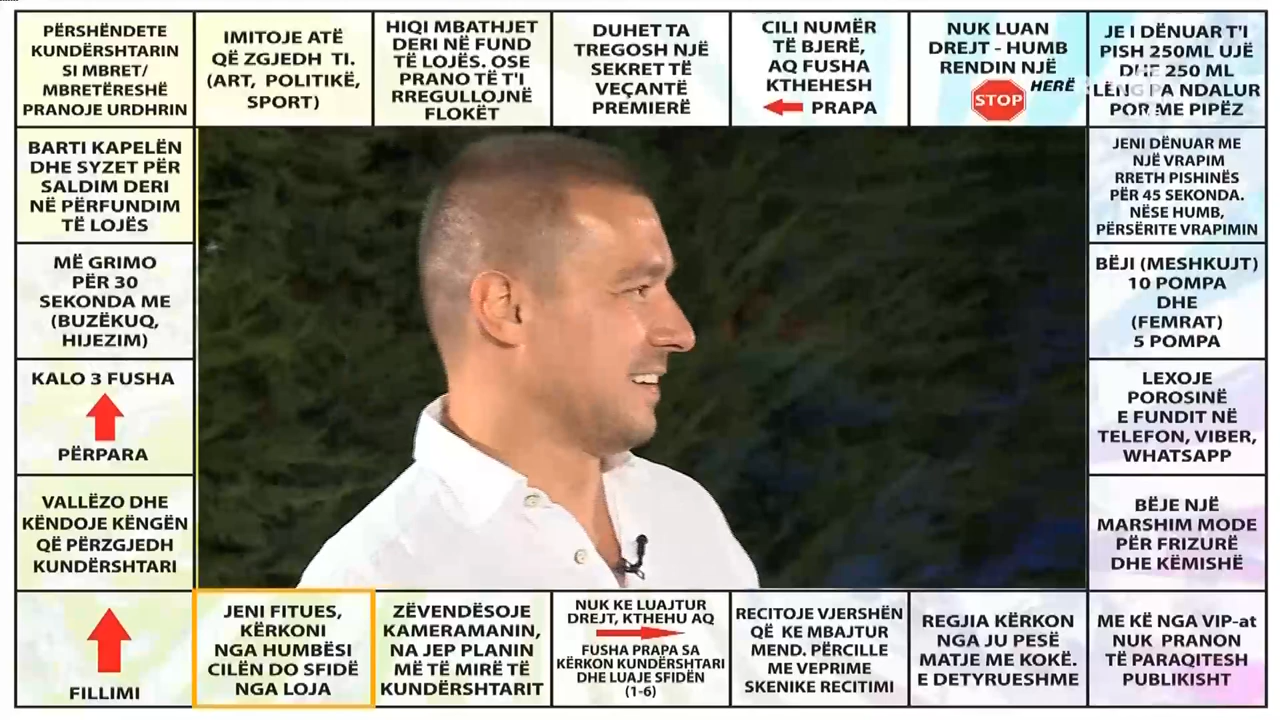 PËRSHËNDETE
KUNDËRSHTARIN
SI MBRET/
MBRETËRESHË
PRANOJE URDHRIN
IMITOJE ATË
QË ZGJEDH TI.
(ART, POLITIKË,
SPORT)
HIQI MBATHJET
DERI NË FUND
TË LOJËS. OSE
PRANO TË T'I
RREGULLOJNË
FLOKËT
DUHET TA
TREGOSH NJË
SEKRET TË
VEÇANTË
PREMIERË
CILI NUMËR
TË BJERË,
AQ FUSHA
KTHEHESH
PRAPA
NUK LUAN
DREJT - HUMB
RENDIN NJË
HERË
STOP
JE I DËNUAR T'I
PISH 250ML UJË
DHE 250 ML
LËNG PA NDALUR
POR ME PIPËZ
BARTI KAPELËN
DHE SYZET PËR
SALDIM DERI
NË PËRFUNDIM
TË LOJËS
JENI DËNUAR ME
NJË VRAPIM
RRETH PISHINËS
PËR 45 SEKONDA.
NËSE HUMB,
PËRSËRITE VRAPIMIN
MË GRIMO
PËR 30
SEKONDA ME
(BUZËKUQ,
HIJEZIM)
BËJI (MESHKUJT)
10 POMPA
DHE
(FEMRAT)
5 POMPA
KALO 3 FUSHA
PËRPARA
LEXOJE
POROSINË
E FUNDIT NË
TELEFON, VIBER,
WHATSAPP
VALLËZO DHE
KËNDOJE KËNGËN
QË PËRZGJEDH
KUNDËRSHTARI
BËJE NJË
MARSHIM MODE
PËR FRIZURË
DHE KËMISHË
FILLIMI
JENI FITUES,
KËRKONI
NGA HUMBËSI
CILËN DO SFIDË
NGA LOJA
ZËVENDËSOJE
KAMERAMANIN,
NA JEP PLANIN
MË TË MIRË TË
KUNDËRSHTARIT
NUK KE LUAJTUR
DREJT, KTHEHU AQ
FUSHA PRAPA SA
KËRKON KUNDËRSHTARI
DHE LUAJE SFIDËN
(1-6)
RECITOJE VJERSHËN
QË KE MBAJTUR
MEND. PËRCILLE
ME VEPRIME
SKENIKE RECITIMI
REGJIA KËRKON
NGA JU PESË
MATJE ME KOKË.
E DETYRUESHME
ME KË NGA VIP-at
NUK PRANON
TË PARAQITESH
PUBLIKISHT